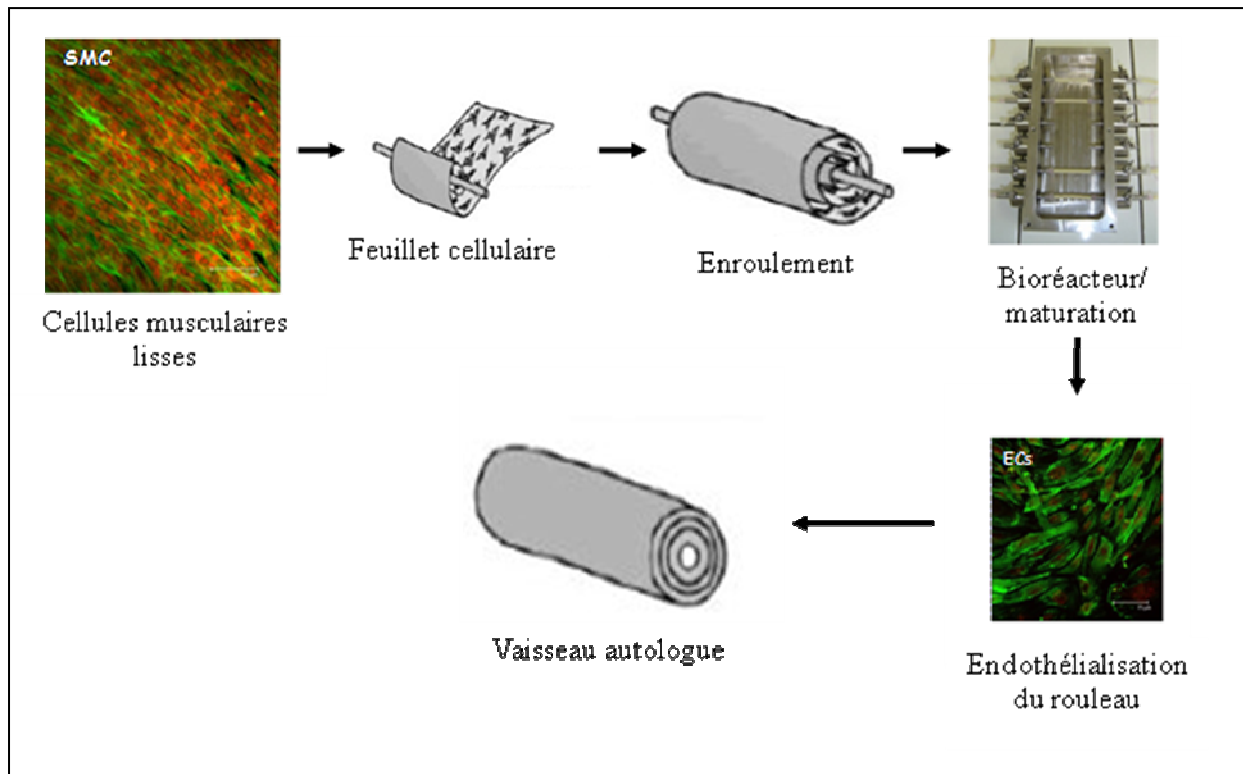 SMC
Feuillet cellulaire
Enroulement
Bioréacteur/
maturation
Cellules musculaires
lisses
ECs
Vaisseau autologue
Endothélialisation
du rouleau